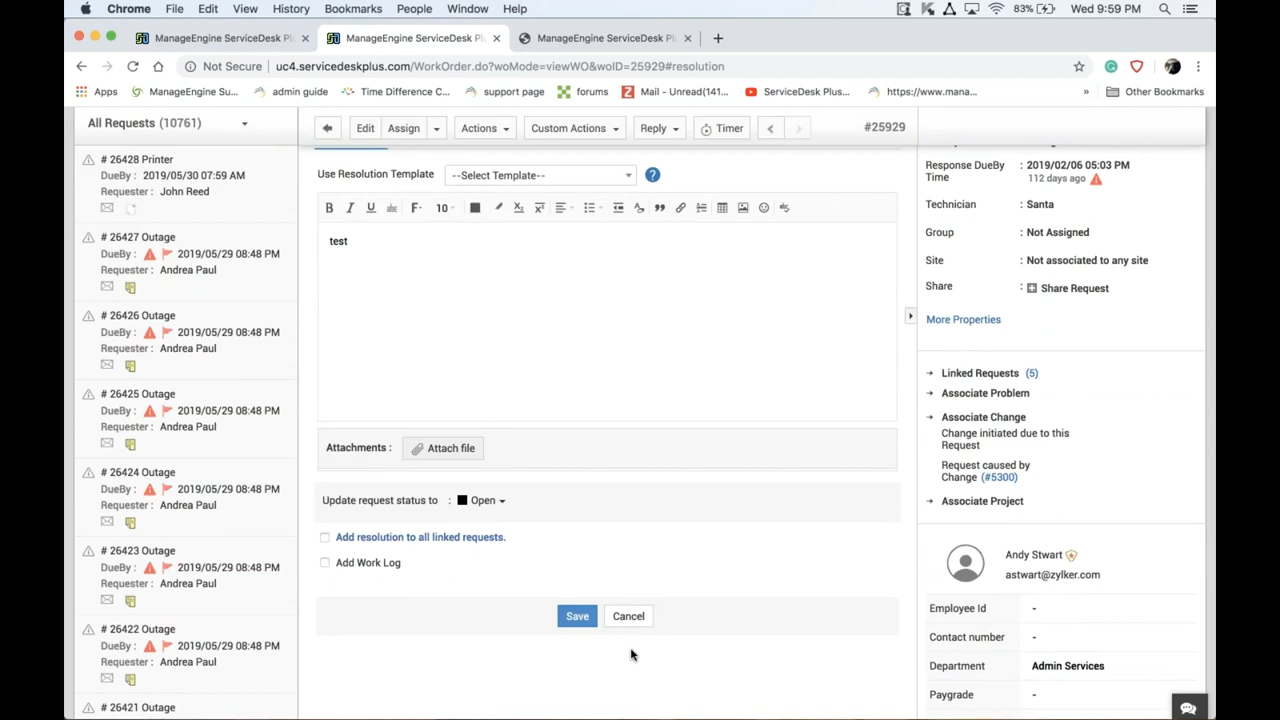 Chrome File Edit View History Bookmarks People Window Help 83% Wed 9:59 PM
ManageEngine ServiceDesk Pl ManageEngine ServiceDesk Pl ManageEngine ServiceDesk Pl
Not Secure uc4.servicedeskplus.com/WorkOrder.do?woMode=viewWO&woID=25929#resolution
Apps ManageEngine Su... admin guide Time Difference C... support page forums Mail - Unread(141... ServiceDesk Plus... https://www.mana... » Other Bookmarks
All Requests (10761)
Edit Assign Actions Custom Actions Reply Timer #25929
# 26428 Printer
DueBy : 2019/05/30 07:59 AM
Requester : John Reed
# 26427 Outage
DueBy : 2019/05/29 08:48 PM
Requester : Andrea Paul
# 26426 Outage
DueBy : 2019/05/29 08:48 PM
Requester : Andrea Paul
# 26425 Outage
DueBy : 2019/05/29 08:48 PM
Requester : Andrea Paul
# 26424 Outage
DueBy : 2019/05/29 08:48 PM
Requester : Andrea Paul
# 26423 Outage
DueBy : 2019/05/29 08:48 PM
Requester : Andrea Paul
# 26422 Outage
DueBy : 2019/05/29 08:48 PM
Requester : Andrea Paul
# 26421 Outage
Use Resolution Template --Select Template-- ?
B I U abc F 10
test
Attachments : Attach file
Update request status to : Open
Add resolution to all linked requests.
Add Work Log
Save Cancel
Response DueBy Time : 2019/02/06 05:03 PM
112 days ago
Technician : Santa
Group : Not Assigned
Site : Not associated to any site
Share : Share Request
More Properties
Linked Requests (5)
Associate Problem
Associate Change
Change initiated due to this
Request
Request caused by
Change (#5300)
Associate Project
Andy Stwart
astwart@zylker.com
Employee Id -
Contact number -
Department Admin Services
Paygrade -